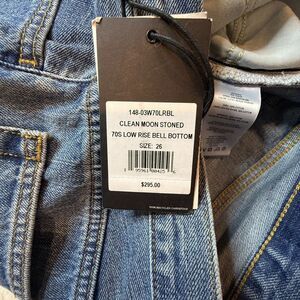 148-03W70LRBL
CLEAN MOON STONED
70S LOW RISE BELL BOTTOM
SIZE: 26
$295.00